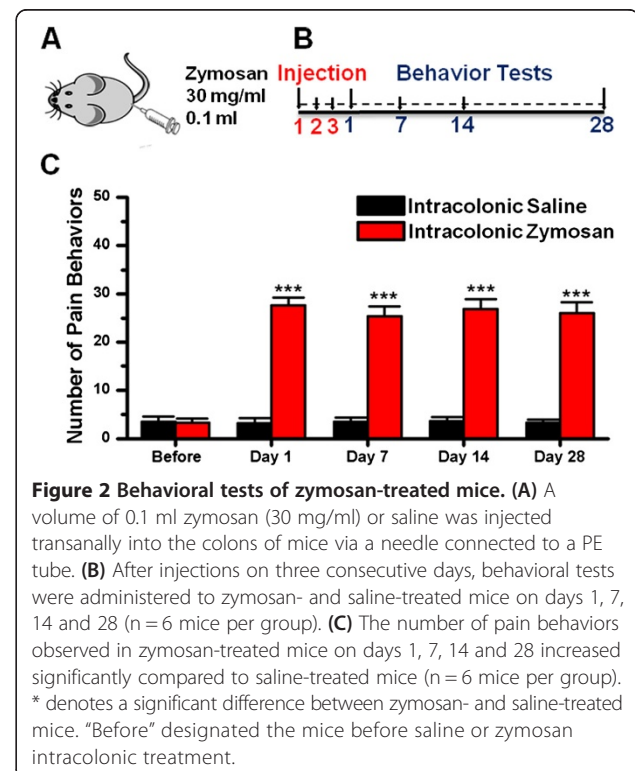 A
Zymosan
30 mg/ml
0.1 ml
B
Injection Behavior Tests
1 2 3 1 7 14 28
C
Number of Pain Behaviors
50
40
30
20
10
0
Intracolonic Saline
Intracolonic Zymosan
*** *** *** ***
Before Day 1 Day 7 Day 14 Day 28
Figure 2 Behavioral tests of zymosan-treated mice. (A) A
volume of 0.1 ml zymosan (30 mg/ml) or saline was injected
transanally into the colons of mice via a needle connected to a PE
tube. (B) After injections on three consecutive days, behavioral tests
were administered to zymosan- and saline-treated mice on days 1, 7,
14 and 28 (n = 6 mice per group). (C) The number of pain behaviors
observed in zymosan-treated mice on days 1, 7, 14 and 28 increased
significantly compared to saline-treated mice (n = 6 mice per group).
* denotes a significant difference between zymosan- and saline-treated
mice. “Before” designated the mice before saline or zymosan
intracolonic treatment.